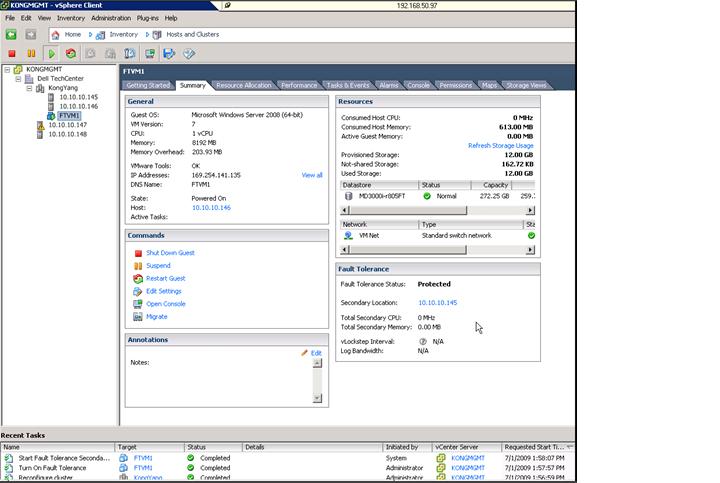 KONGMGMT - vSphere Client
192.168.50.97
File Edit View Inventory Administration Plug-ins Help
Home Inventory Hosts and Clusters
KONGMGMT
Dell TechCenter
KongYang
10.10.10.145
10.10.10.146
FTVM1
10.10.10.147
10.10.10.148
FTVM1
Getting Started Summary Resource Allocation Performance Tasks & Events Alarms Console Permissions Maps Storage Views
General
Guest OS: Microsoft Windows Server 2008 (64-bit)
VM Version: 7
CPU: 1 vCPU
Memory: 8192 MB
Memory Overhead: 203.93 MB
VMware Tools: OK
IP Addresses: 169.254.141.135 View all
DNS Name: FTVM1
State: Powered On
Host: 10.10.10.146
Active Tasks:
Commands
Shut Down Guest
Suspend
Restart Guest
Edit Settings
Open Console
Migrate
Annotations
Edit
Notes:
Resources
Consumed Host CPU: 0 MHz
Consumed Host Memory: 613.00 MB
Active Guest Memory: 0.00 MB
Refresh Storage Usage
Provisioned Storage: 12.00 GB
Not-shared Storage: 162.72 KB
Used Storage: 12.00 GB
Datastore Status Capacity
MD3000i-r805FT Normal 272.25 GB 259.
Network Type Sta
VM Net Standard switch network
Fault Tolerance
Fault Tolerance Status: Protected
Secondary Location: 10.10.10.145
Total Secondary CPU: 0 MHz
Total Secondary Memory: 0.00 MB
vLockstep Interval: N/A
Log Bandwidth: N/A
Recent Tasks
Name Target Status Details Initiated by vCenter Server Requested Start Ti...
Start Fault Tolerance Seconda... FTVM1 Completed System KONGMGMT 7/1/2009 1:58:07 PM
Turn On Fault Tolerance FTVM1 Completed Administrator KONGMGMT 7/1/2009 1:57:57 PM
Reconfigure cluster KongYang Completed Administrator KONGMGMT 7/1/2009 1:56:59 PM